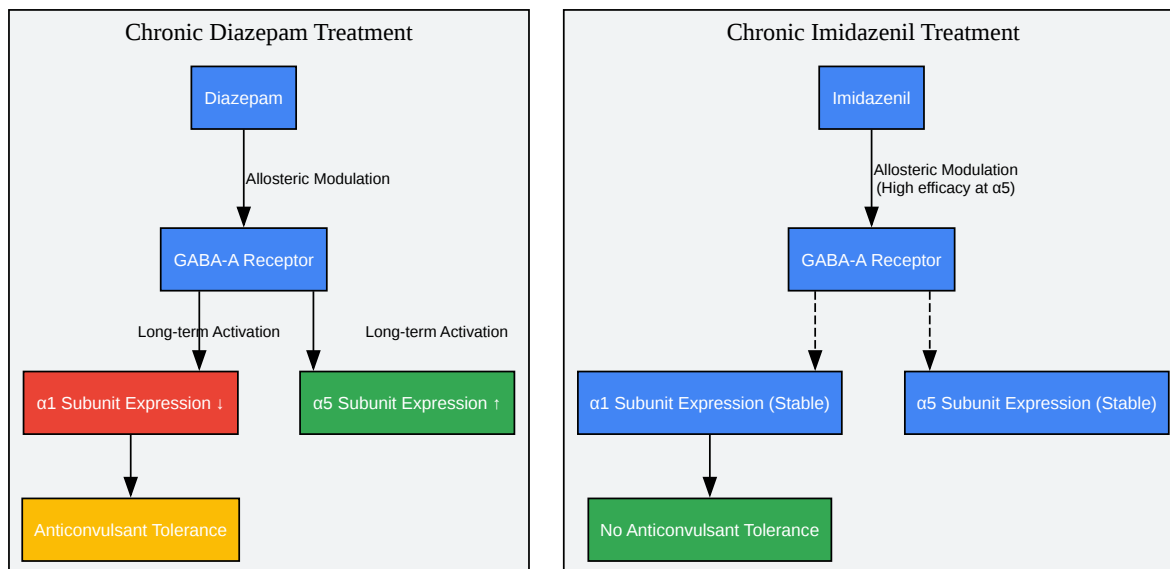 Chronic Diazepam Treatment
Diazepam
Allosteric Modulation
GABA-A Receptor
Long-term Activation
Long-term Activation
α1 Subunit Expression ↓
α5 Subunit Expression ↑
Anticonvulsant Tolerance
Chronic Imidazenil Treatment
Imidazenil
Allosteric Modulation
(High efficacy at α5)
GABA-A Receptor
α1 Subunit Expression (Stable)
α5 Subunit Expression (Stable)
No Anticonvulsant Tolerance